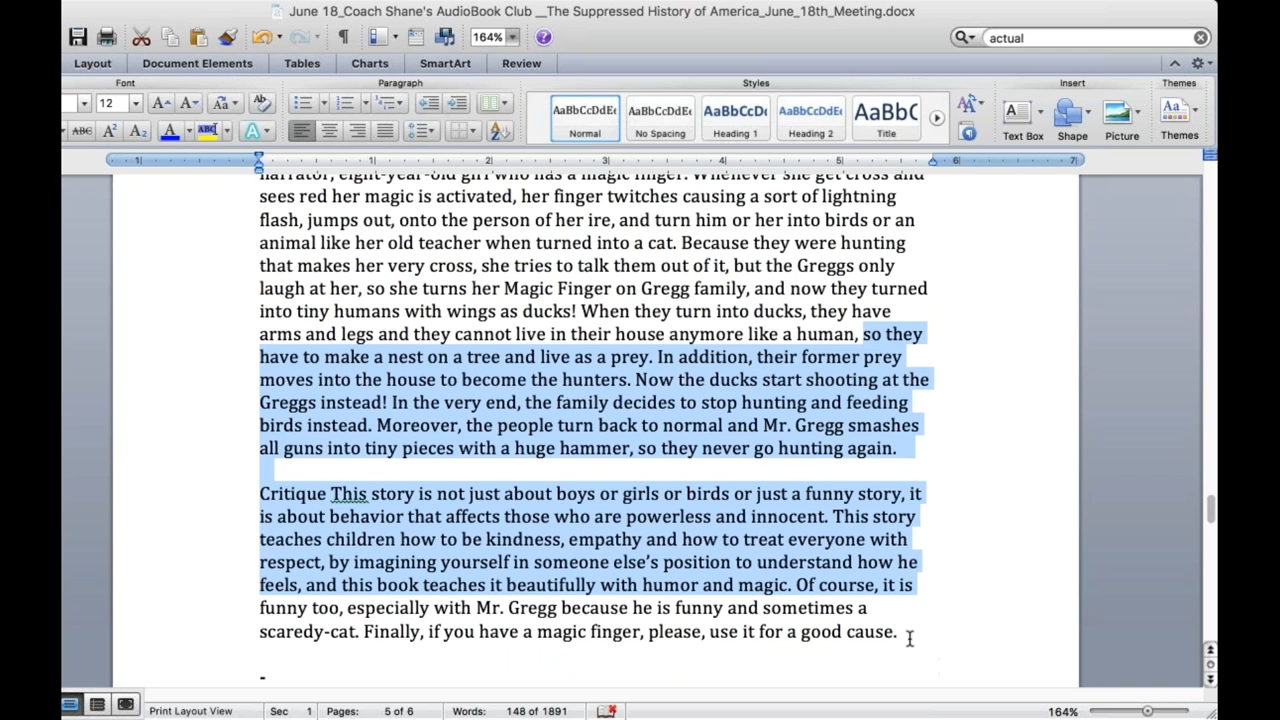 June 18_Coach Shane's AudioBook Club __The Suppressed History of America_June_18th_Meeting.docx
164%
actual
Layout Document Elements Tables Charts SmartArt Review
Font Paragraph Styles Insert Themes
12
AaBbCcDdEe AaBbCcDdEe AaBbCcDc AaBbCcDdEe AaBbC
Normal No Spacing Heading 1 Heading 2 Title Text Box Shape Picture Themes
1 1 2 3 4 5 6 7
narrator, eight-year-old girl who has a magic finger. Whenever she get cross and
sees red her magic is activated, her finger twitches causing a sort of lightning
flash, jumps out, onto the person of her ire, and turn him or her into birds or an
animal like her old teacher when turned into a cat. Because they were hunting
that makes her very cross, she tries to talk them out of it, but the Greggs only
laugh at her, so she turns her Magic Finger on Gregg family, and now they turned
into tiny humans with wings as ducks! When they turn into ducks, they have
arms and legs and they cannot live in their house anymore like a human, so they
have to make a nest on a tree and live as a prey. In addition, their former prey
moves into the house to become the hunters. Now the ducks start shooting at the
Greggs instead! In the very end, the family decides to stop hunting and feeding
birds instead. Moreover, the people turn back to normal and Mr. Gregg smashes
all guns into tiny pieces with a huge hammer, so they never go hunting again.
Critique This story is not just about boys or girls or birds or just a funny story, it
is about behavior that affects those who are powerless and innocent. This story
teaches children how to be kindness, empathy and how to treat everyone with
respect, by imagining yourself in someone else's position to understand how he
feels, and this book teaches it beautifully with humor and magic. Of course, it is
funny too, especially with Mr. Gregg because he is funny and sometimes a
scaredy-cat. Finally, if you have a magic finger, please, use it for a good cause.
-
Print Layout View Sec 1 Pages: 5 of 6 Words: 148 of 1891 164%